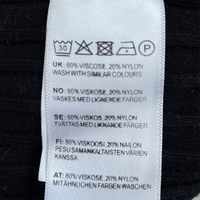 30 P
UK: 80% VISCOSE, 20% NYLON
WASH WITH SIMILAR COLOURS
NO: 80% VISKOSE, 20% NYLON
VASKES MED LIGNENDE FARGER
SE: 80% VISKOS, 20% NYLON
TVÄTTAS MED LIKNANDE FÄRGER
FI: 80% VISKOOSI, 20% NAILON
PESU SAMANKALTAISTEN VÄRIEN
KANSSA
AT: 80% VISKOSE, 20% NYLON
MIT ÄHNLICHEN FARBEN WASCHEN